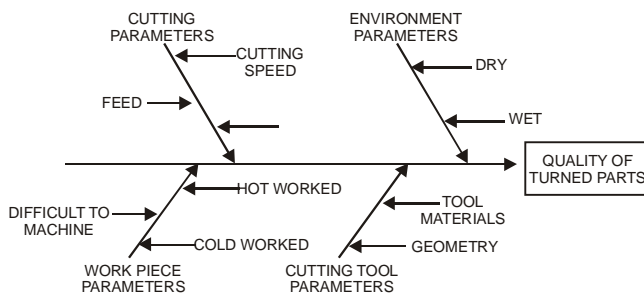 CUTTING
PARAMETERS
ENVIRONMENT
PARAMETERS
CUTTING
SPEED
DRY
FEED
WET
QUALITY OF
TURNED PARTS
HOT WORKED
DIFFICULT TO
MACHINE
TOOL
MATERIALS
COLD WORKED
GEOMETRY
WORK PIECE
PARAMETERS
CUTTING TOOL
PARAMETERS